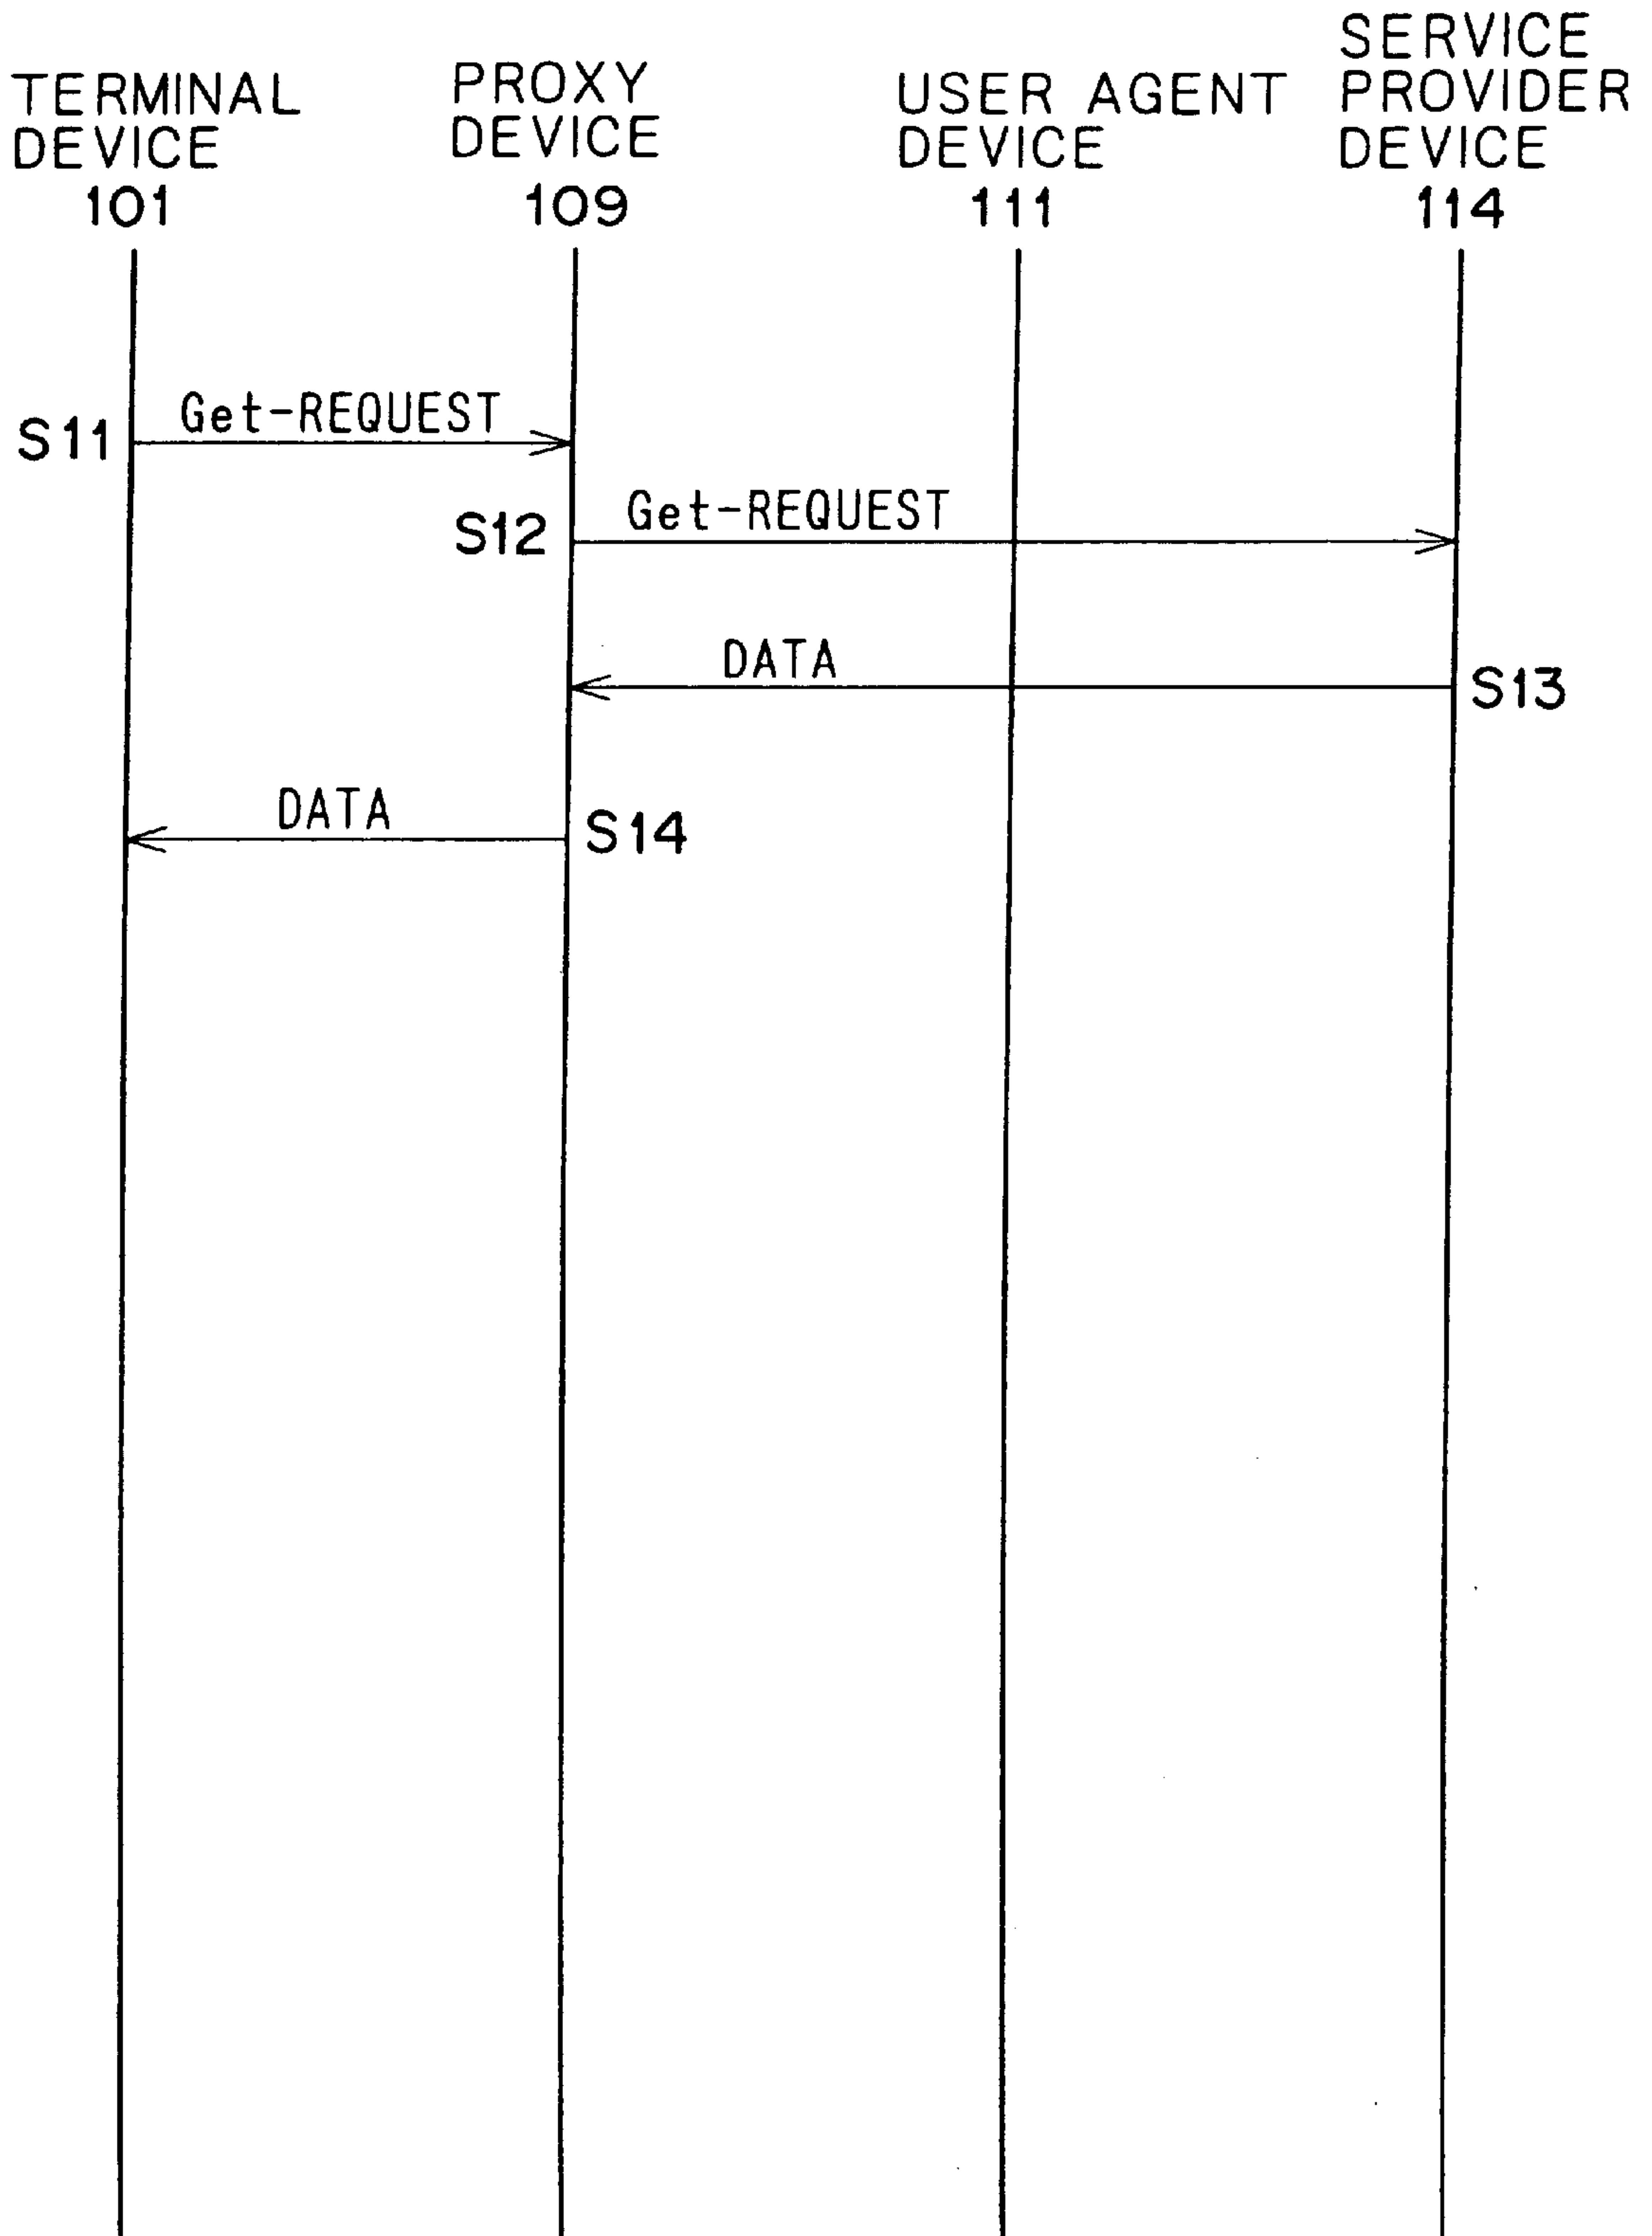 TERMINAL
DEVICE
101
PROXY
DEVICE
109
USER AGENT
DEVICE
111
SERVICE
PROVIDER
DEVICE
114
S11
Get-REQUEST
S12
Get-REQUEST
DATA
S13
DATA
S14